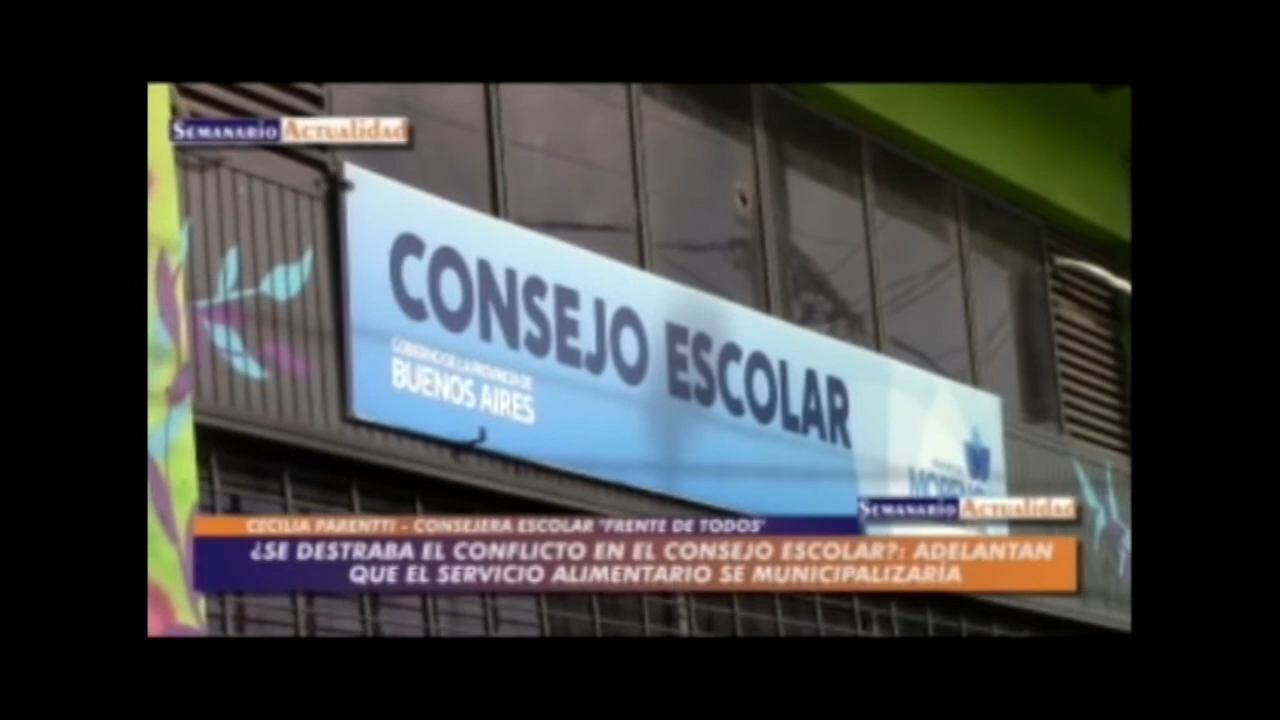 SEMANARIO ACTUALIDAD
CONSEJO ESCOLAR
GOBIERNO DE LA PROVINCIA DE
BUENOS AIRES
MORENO
SEMANARIO ACTUALIDAD
CECILIA PARENTTI - CONSEJERA ESCOLAR "FRENTE DE TODOS"
¿SE DESTRABA EL CONFLICTO EN EL CONSEJO ESCOLAR?: ADELANTAN
QUE EL SERVICIO ALIMENTARIO SE MUNICIPALIZARÍA